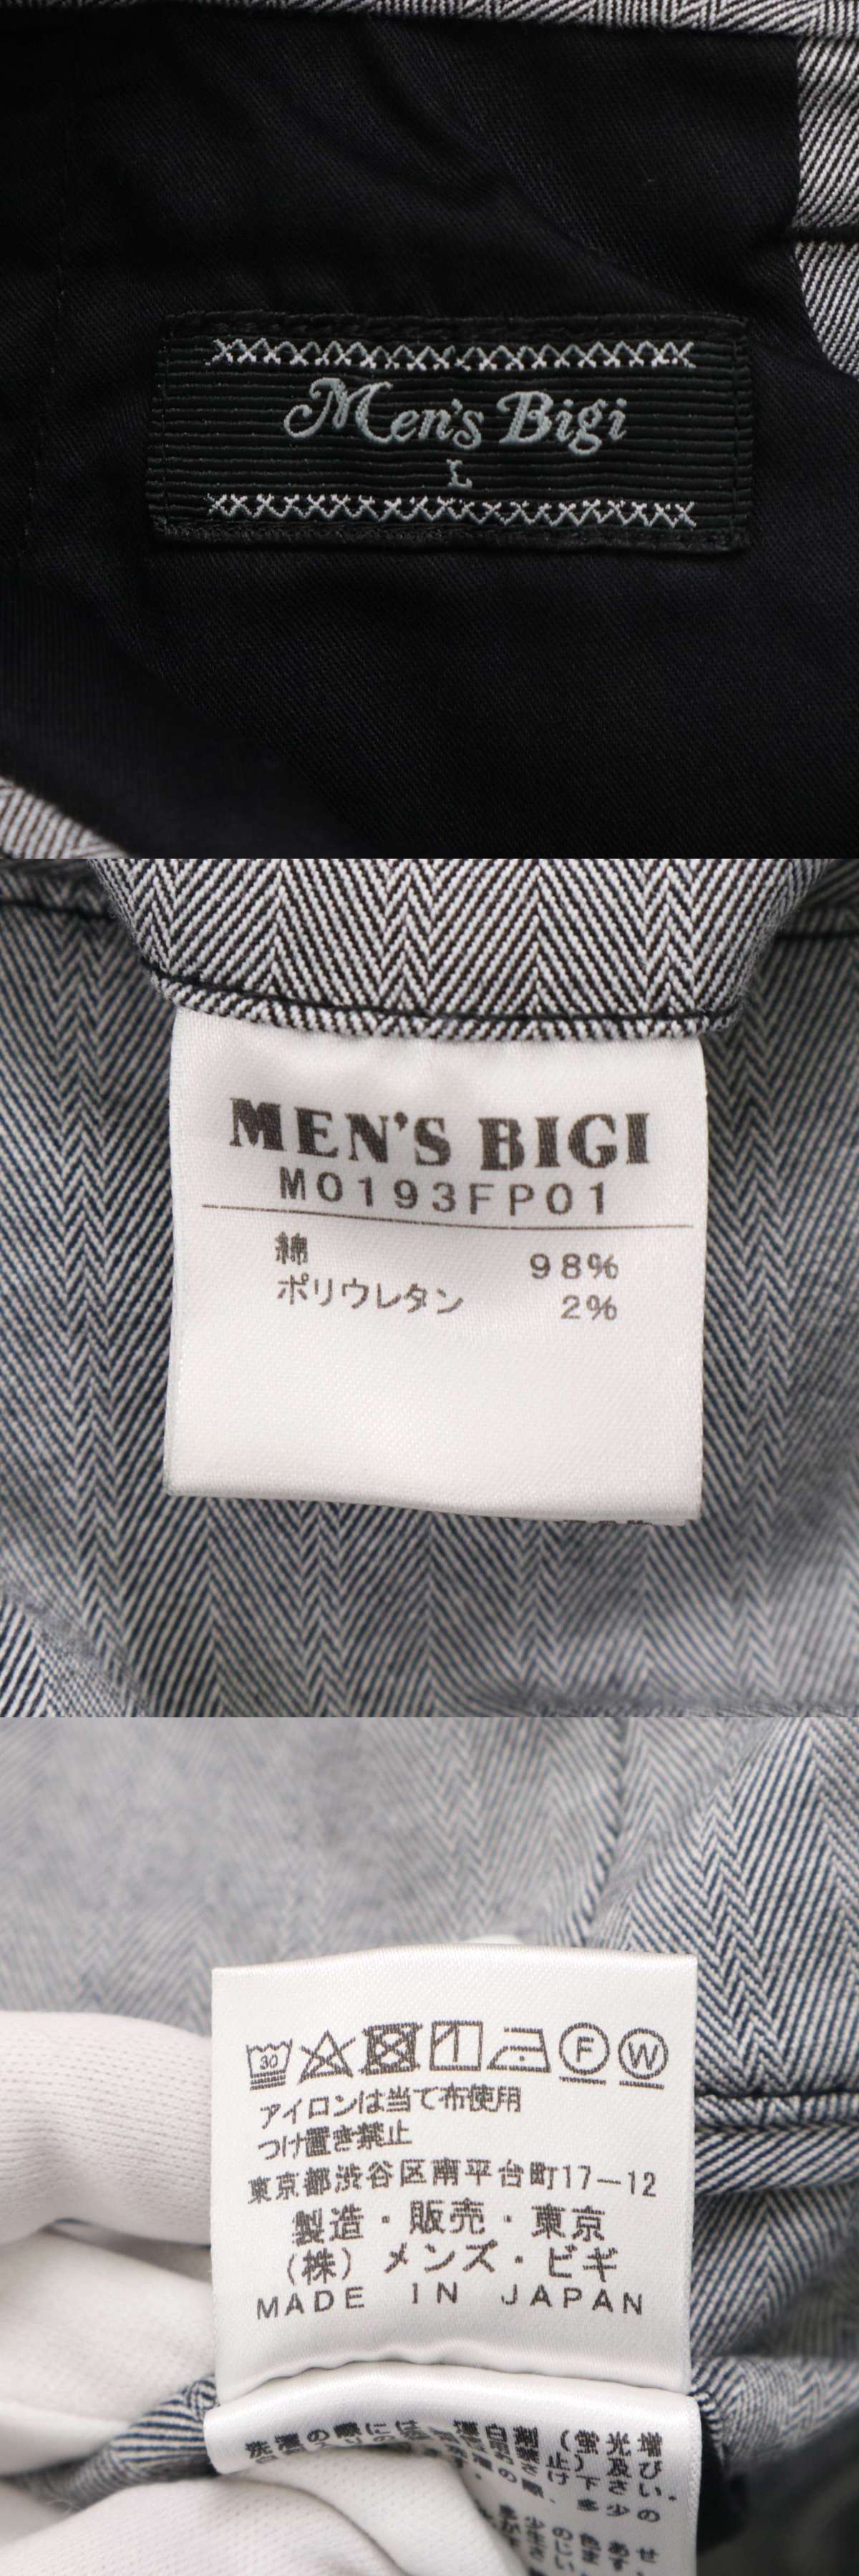 Men's Bigi
L
MEN'S BIGI
M0193FP01
綿 98%
ポリウレタン 2%
30
F W
アイロンは当て布使用
つけ置き禁止
東京都渋谷区南平台町17-12
製造・販売・東京
(株) メンズ・ビギ
MADE IN JAPAN